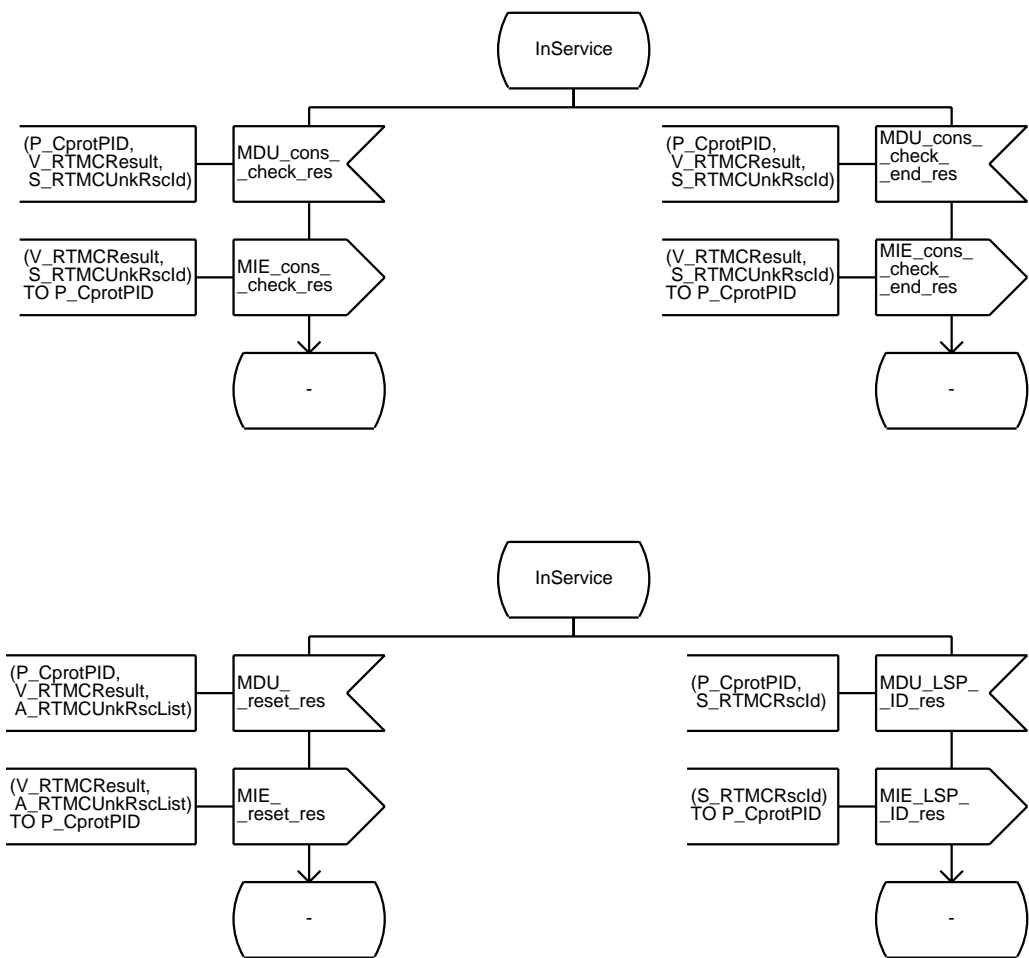 InService
(P_CprotPID,
V_RTMCResult,
S_RTMCUnkRscId)
MDU_cons_
_check_res
(P_CprotPID,
V_RTMCResult,
S_RTMCUnkRscId)
MDU_cons_
_check_
_end_res
(V_RTMCResult,
S_RTMCUnkRscId)
TO P_CprotPID
MIE_cons_
_check_res
(V_RTMCResult,
S_RTMCUnkRscId)
TO P_CprotPID
MIE_cons_
_check_
_end_res
-
-
InService
(P_CprotPID,
V_RTMCResult,
A_RTMCUnkRscList)
MDU_
_reset_res
(P_CprotPID,
S_RTMCRscId)
MDU_LSP_
_ID_res
(V_RTMCResult,
A_RTMCUnkRscList)
TO P_CprotPID
MIE_
_reset_res
(S_RTMCRscId)
TO P_CprotPID
MIE_LSP_
_ID_res
-
-